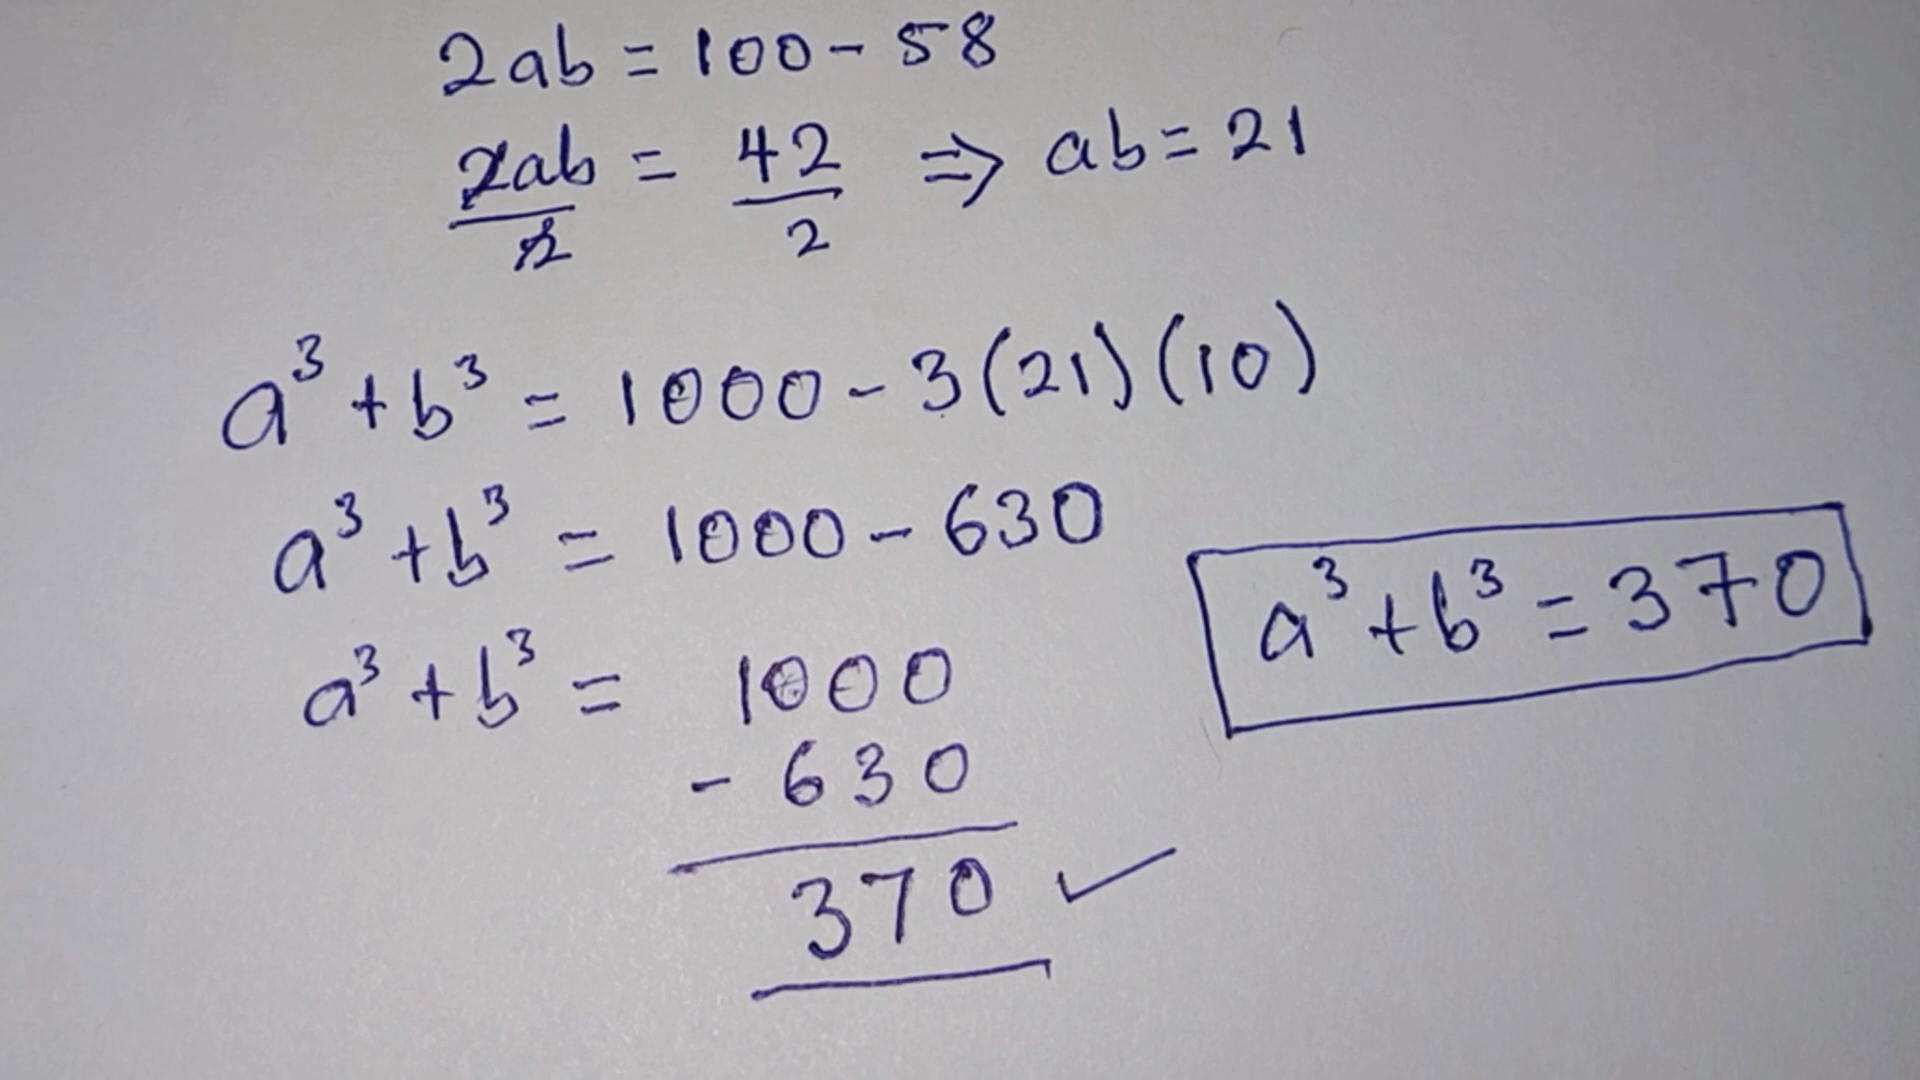 2ab = 100 - 58
2ab/2 = 42/2 ⇒ ab = 21
a³ + b³ = 1000 - 3(21)(10)
a³ + b³ = 1000 - 630
a³ + b³ = 1000
- 630
370 ✓
a³ + b³ = 370